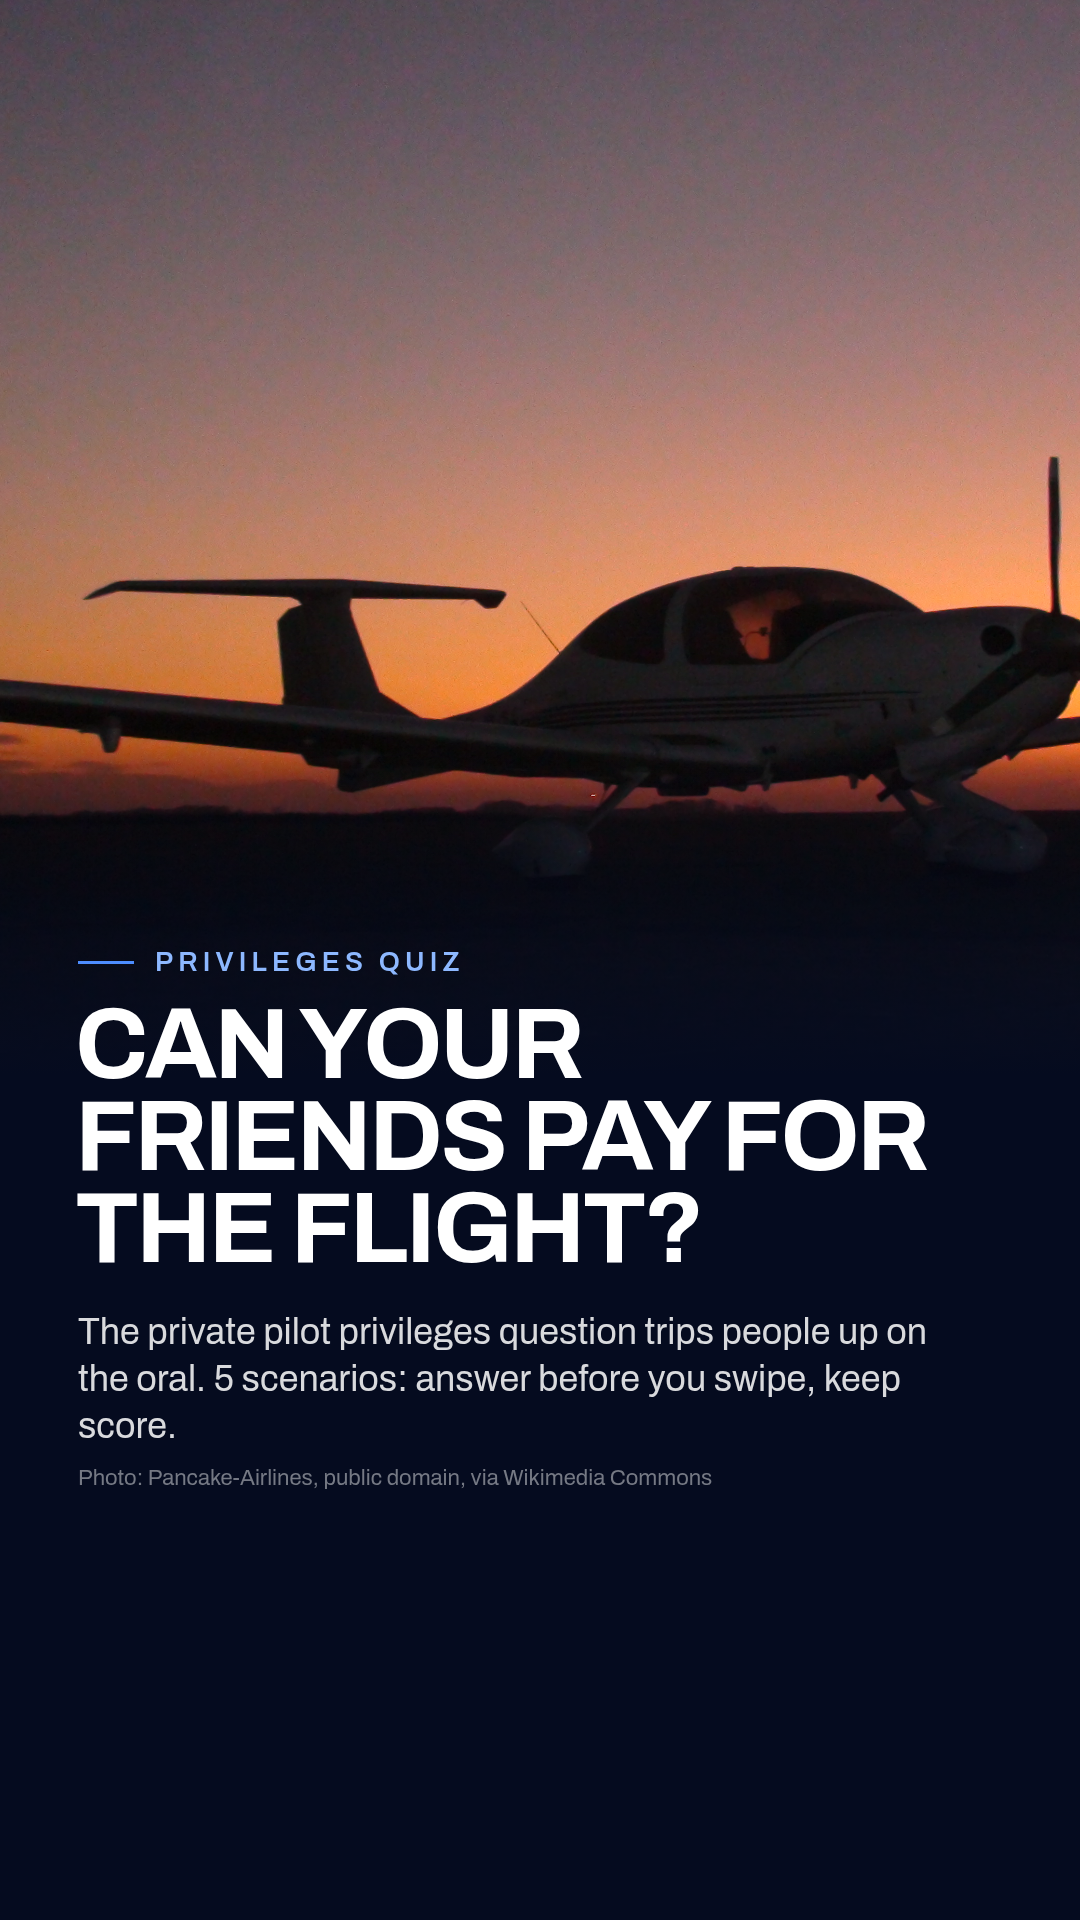 PRIVILEGES QUIZ
CAN YOUR
FRIENDS PAY FOR
THE FLIGHT?
The private pilot privileges question trips people up on
the oral. 5 scenarios: answer before you swipe, keep
score.
Photo: Pancake-Airlines, public domain, via Wikimedia Commons